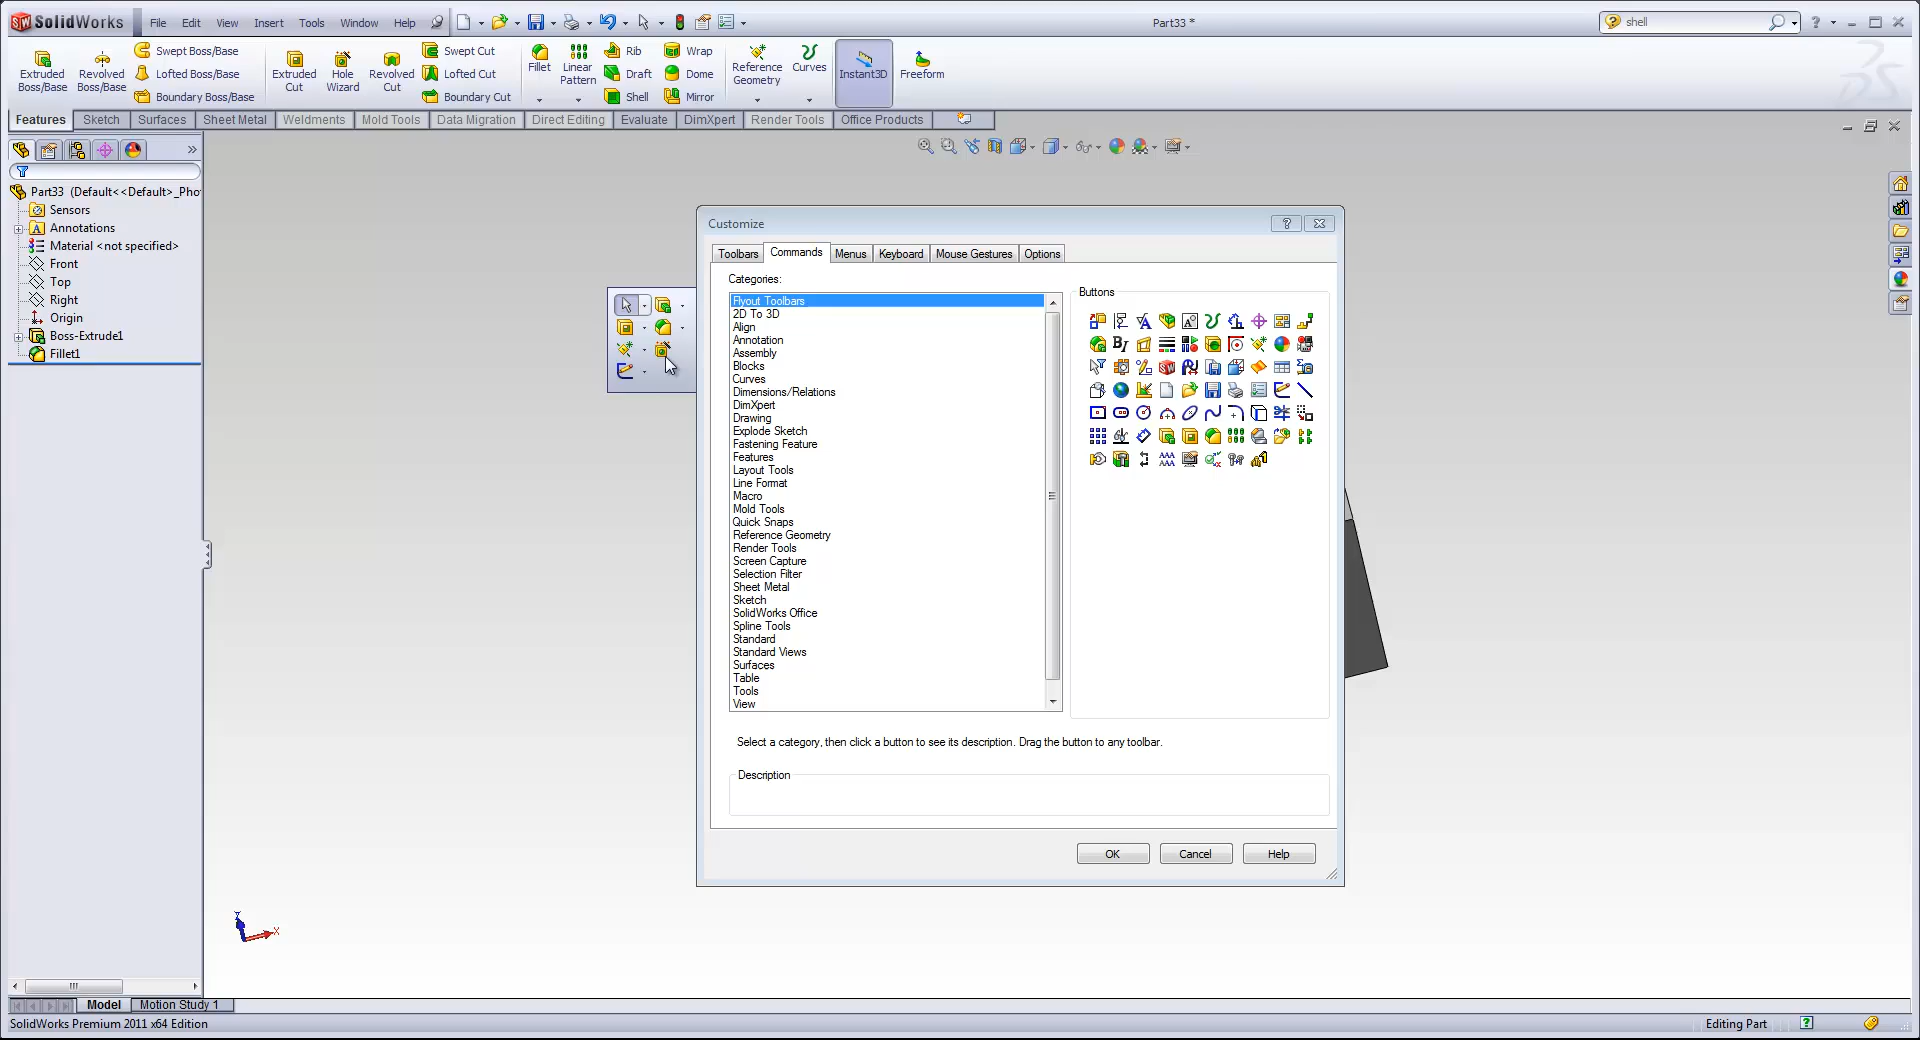 SolidWorks File Edit View Insert Tools Window Help Part33 * shell
Extruded Boss/Base
Revolved Boss/Base
Swept Boss/Base
Lofted Boss/Base
Boundary Boss/Base
Extruded Cut
Hole Wizard
Revolved Cut
Swept Cut
Lofted Cut
Boundary Cut
Fillet
Linear Pattern
Rib
Draft
Shell
Wrap
Dome
Mirror
Reference Geometry
Curves
Instant3D
Freeform
Features Sketch Surfaces Sheet Metal Weldments Mold Tools Data Migration Direct Editing Evaluate DimXpert Render Tools Office Products
Part33 (Default<<Default>_Pho
Sensors
Annotations
Material <not specified>
Front
Top
Right
Origin
Boss-Extrude1
Fillet1
Customize
Toolbars Commands Menus Keyboard Mouse Gestures Options
Categories:
Flyout Toolbars
2D To 3D
Align
Annotation
Assembly
Blocks
Curves
Dimensions/Relations
DimXpert
Drawing
Explode Sketch
Fastening Feature
Features
Layout Tools
Line Format
Macro
Mold Tools
Quick Snaps
Reference Geometry
Render Tools
Screen Capture
Selection Filter
Sheet Metal
Sketch
SolidWorks Office
Spline Tools
Standard
Standard Views
Surfaces
Table
Tools
View
Buttons
Select a category, then click a button to see its description. Drag the button to any toolbar.
Description
OK Cancel Help
X
Model Motion Study 1
SolidWorks Premium 2011 x64 Edition Editing Part